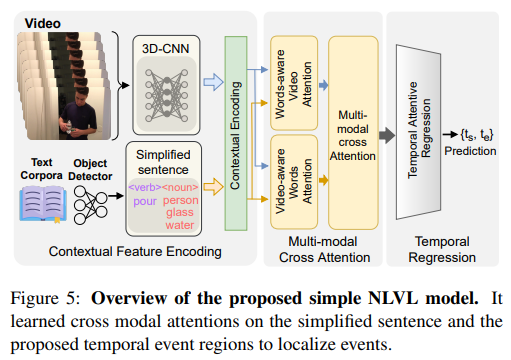 Video
3D-CNN
Text
Corpora
Object
Detector
Simplified
sentence
<verb> <noun>
pour person
glass
water
Contextual Encoding
Words-aware
Video
Attention
Video-aware
Words
Attention
Multi-
modal
cross
Attention
Temporal Attentive
Regression
{ts, te}
Prediction
Contextual Feature Encoding
Multi-modal
Cross Attention
Temporal
Regression
Figure 5: Overview of the proposed simple NLVL model. It
learned cross modal attentions on the simplified sentence and the
proposed temporal event regions to localize events.